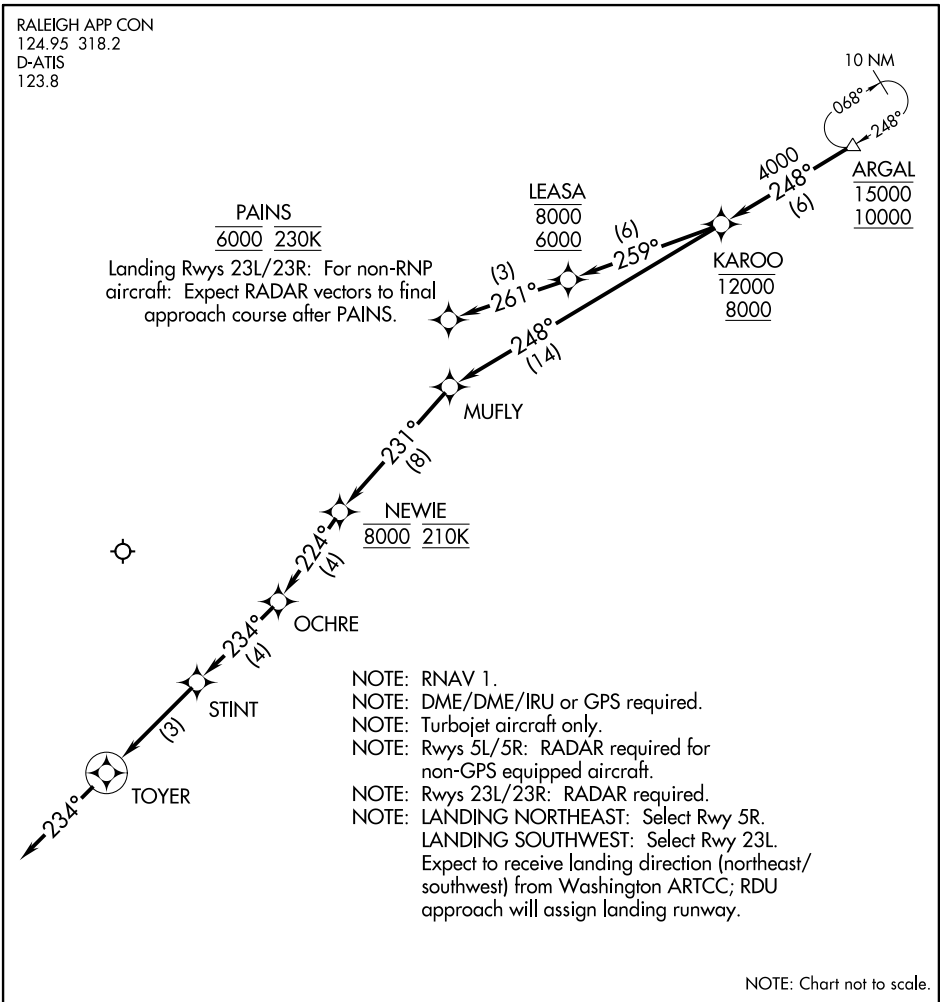 RALEIGH APP CON
124.95 318.2
D-ATIS
123.8
10 NM
068°
248°
ARGAL
15000
10000
4000
248°
(6)
KAROO
12000
8000
LEASA
8000
6000
(6)
259°
(3)
261°
PAINS
6000 230K
Landing Rwys 23L/23R: For non-RNP
aircraft: Expect RADAR vectors to final
approach course after PAINS.
248°
(14)
MUFLY
231°
(8)
NEWIE
8000 210K
224°
(4)
OCHRE
234°
(4)
STINT
(3)
TOYER
234°
NOTE: RNAV 1.
NOTE: DME/DME/IRU or GPS required.
NOTE: Turbojet aircraft only.
NOTE: Rwys 5L/5R: RADAR required for
non-GPS equipped aircraft.
NOTE: Rwys 23L/23R: RADAR required.
NOTE: LANDING NORTHEAST: Select Rwy 5R.
LANDING SOUTHWEST: Select Rwy 23L.
Expect to receive landing direction (northeast/
southwest) from Washington ARTCC; RDU
approach will assign landing runway.
NOTE: Chart not to scale.